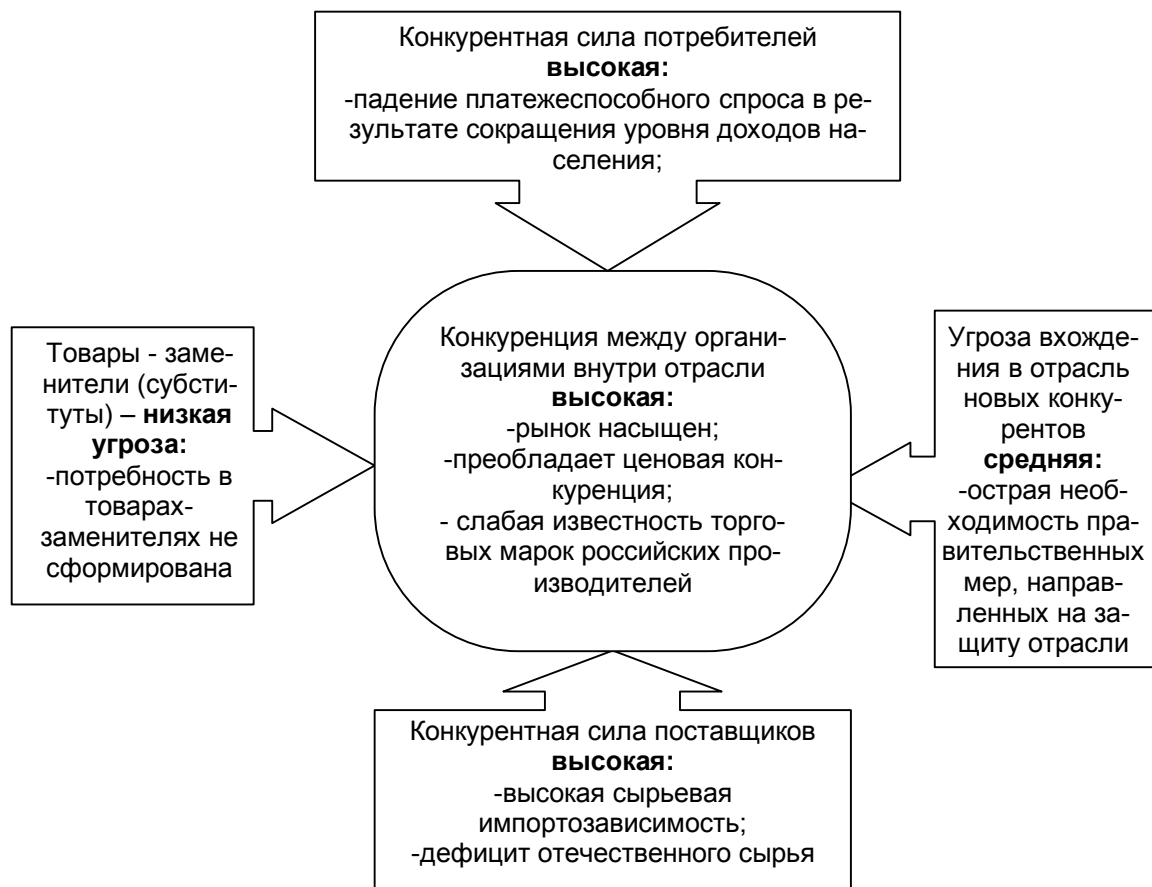 Конкурентная сила потребителей
высокая:
-падение платежеспособного спроса в ре-
зультате сокращения уровня доходов на-
селения;
Товары - заме-
нители (субсти-
туты) – низкая
угроза:
-потребность в
товарах-
заменителях не
сформирована
Конкуренция между органи-
зациями внутри отрасли
высокая:
-рынок насыщен;
-преобладает ценовая кон-
куренция;
- слабая известность торго-
вых марок российских про-
изводителей
Угроза вхожде-
ния в отрасль
новых конку-
рентов
средняя:
-острая необ-
ходимость пра-
вительственных
мер, направ-
ленных на за-
щиту отрасли
Конкурентная сила поставщиков
высокая:
-высокая сырьевая
импортозависимость;
-дефицит отечественного сырья